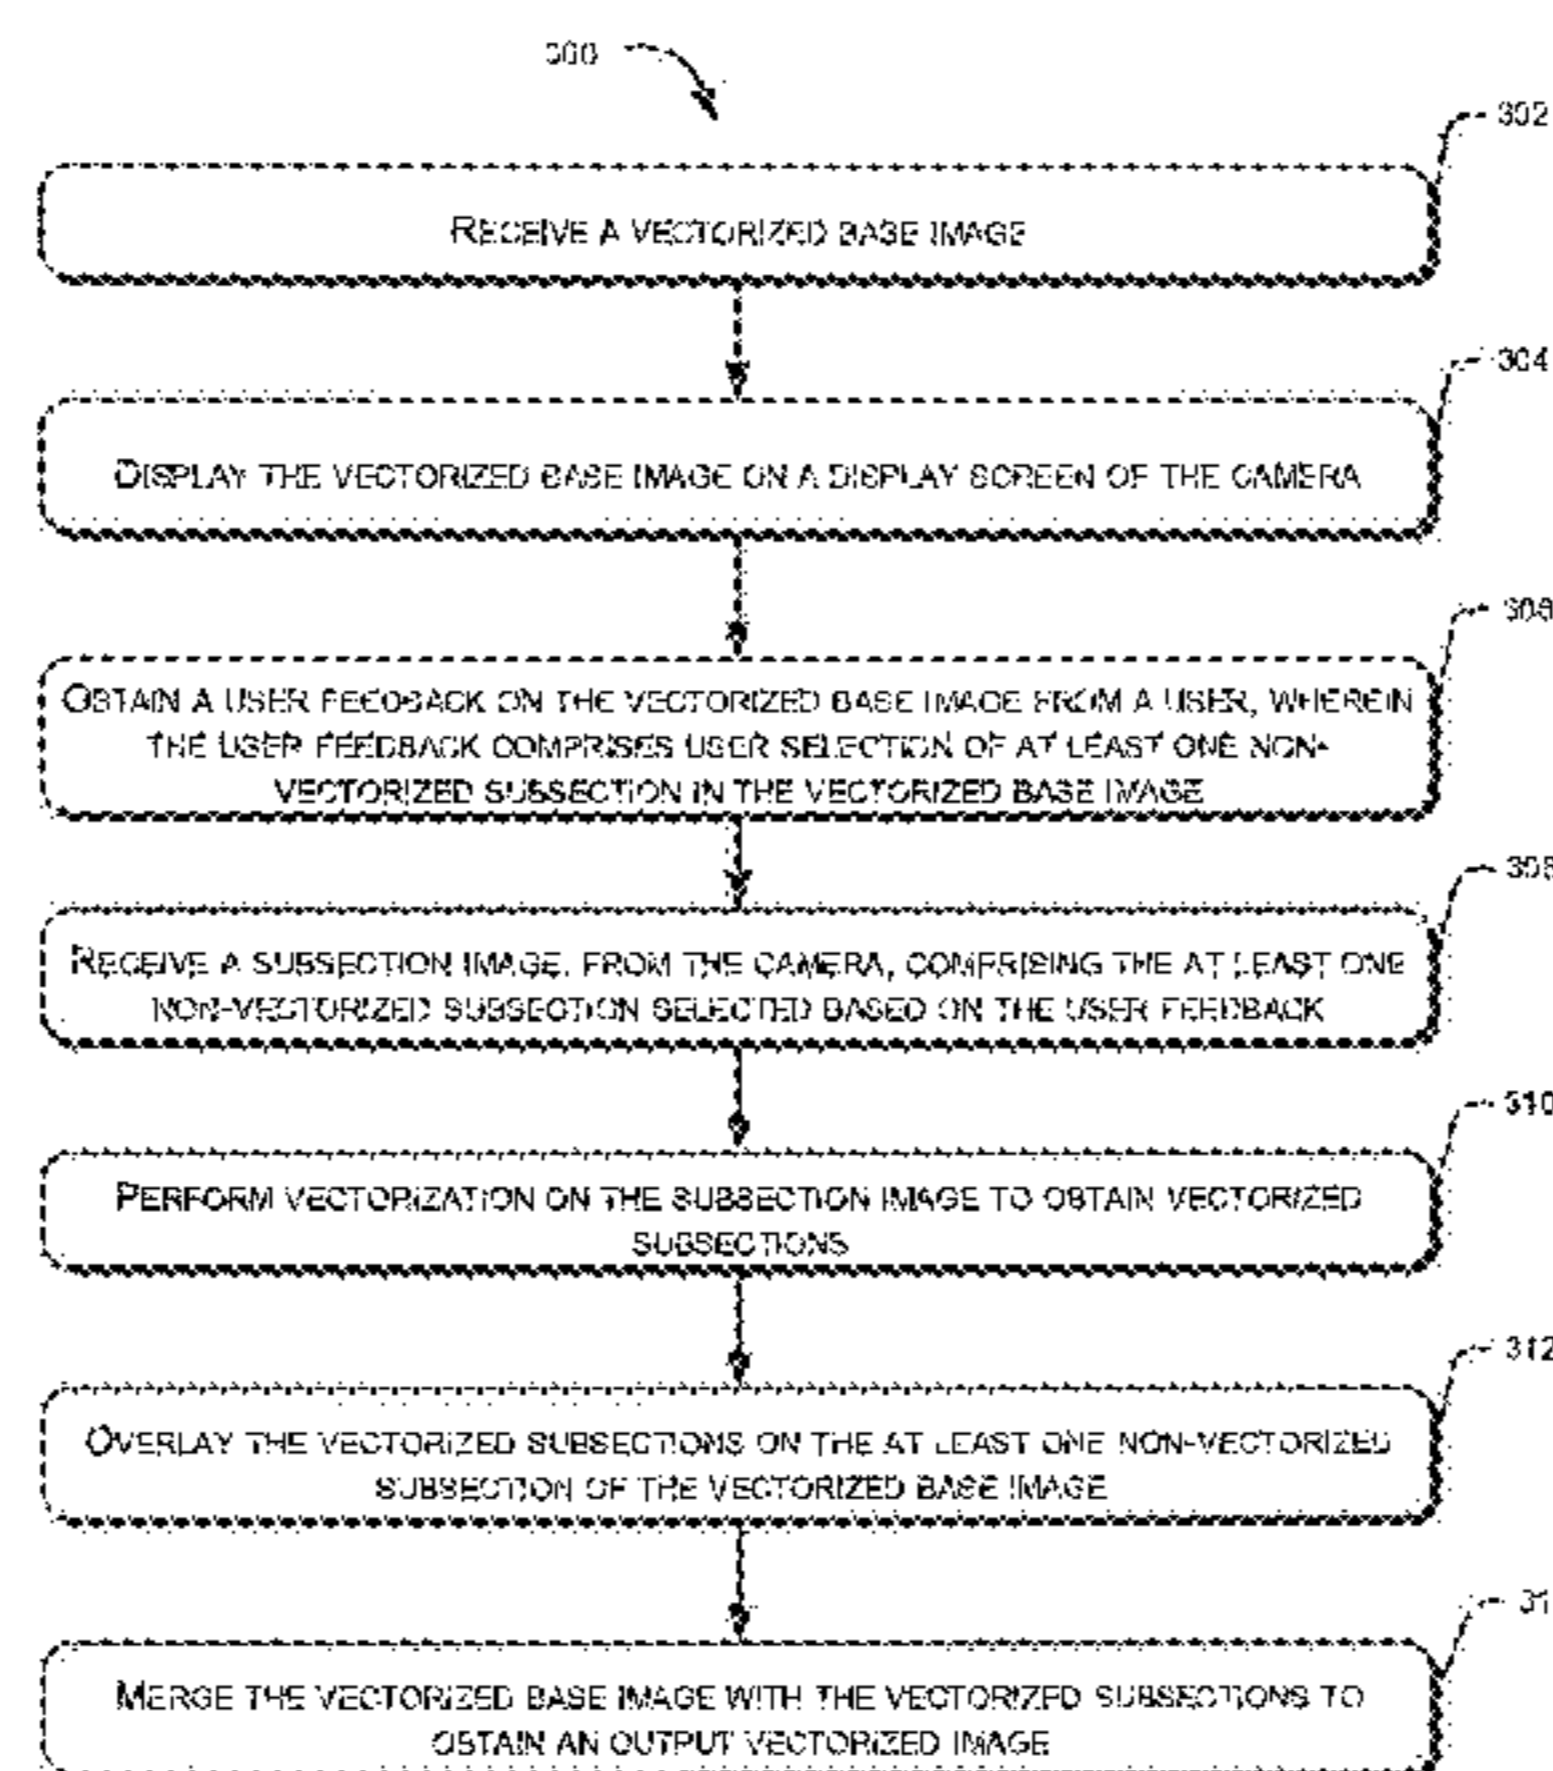 300
302
RECEIVE A VECTORIZED BASE IMAGE
304
DISPLAY THE VECTORIZED BASE IMAGE ON A DISPLAY SCREEN OF THE CAMERA
306
OBTAIN A USER FEEDBACK ON THE VECTORIZED BASE IMAGE FROM A USER, WHEREIN
THE USER FEEDBACK COMPRISES USER SELECTION OF AT LEAST ONE NON-
VECTORIZED SUBSECTION IN THE VECTORIZED BASE IMAGE
308
RECEIVE A SUBSECTION IMAGE, FROM THE CAMERA, COMPRISING THE AT LEAST ONE
NON-VECTORIZED SUBSECTION SELECTED BASED ON THE USER FEEDBACK
310
PERFORM VECTORIZATION ON THE SUBSECTION IMAGE TO OBTAIN VECTORIZED
SUBSECTIONS
312
OVERLAY THE VECTORIZED SUBSECTIONS ON THE AT LEAST ONE NON-VECTORIZED
SUBSECTION OF THE VECTORIZED BASE IMAGE
31
MERGE THE VECTORIZED BASE IMAGE WITH THE VECTORIZED SUBSECTIONS TO
OBTAIN AN OUTPUT VECTORIZED IMAGE